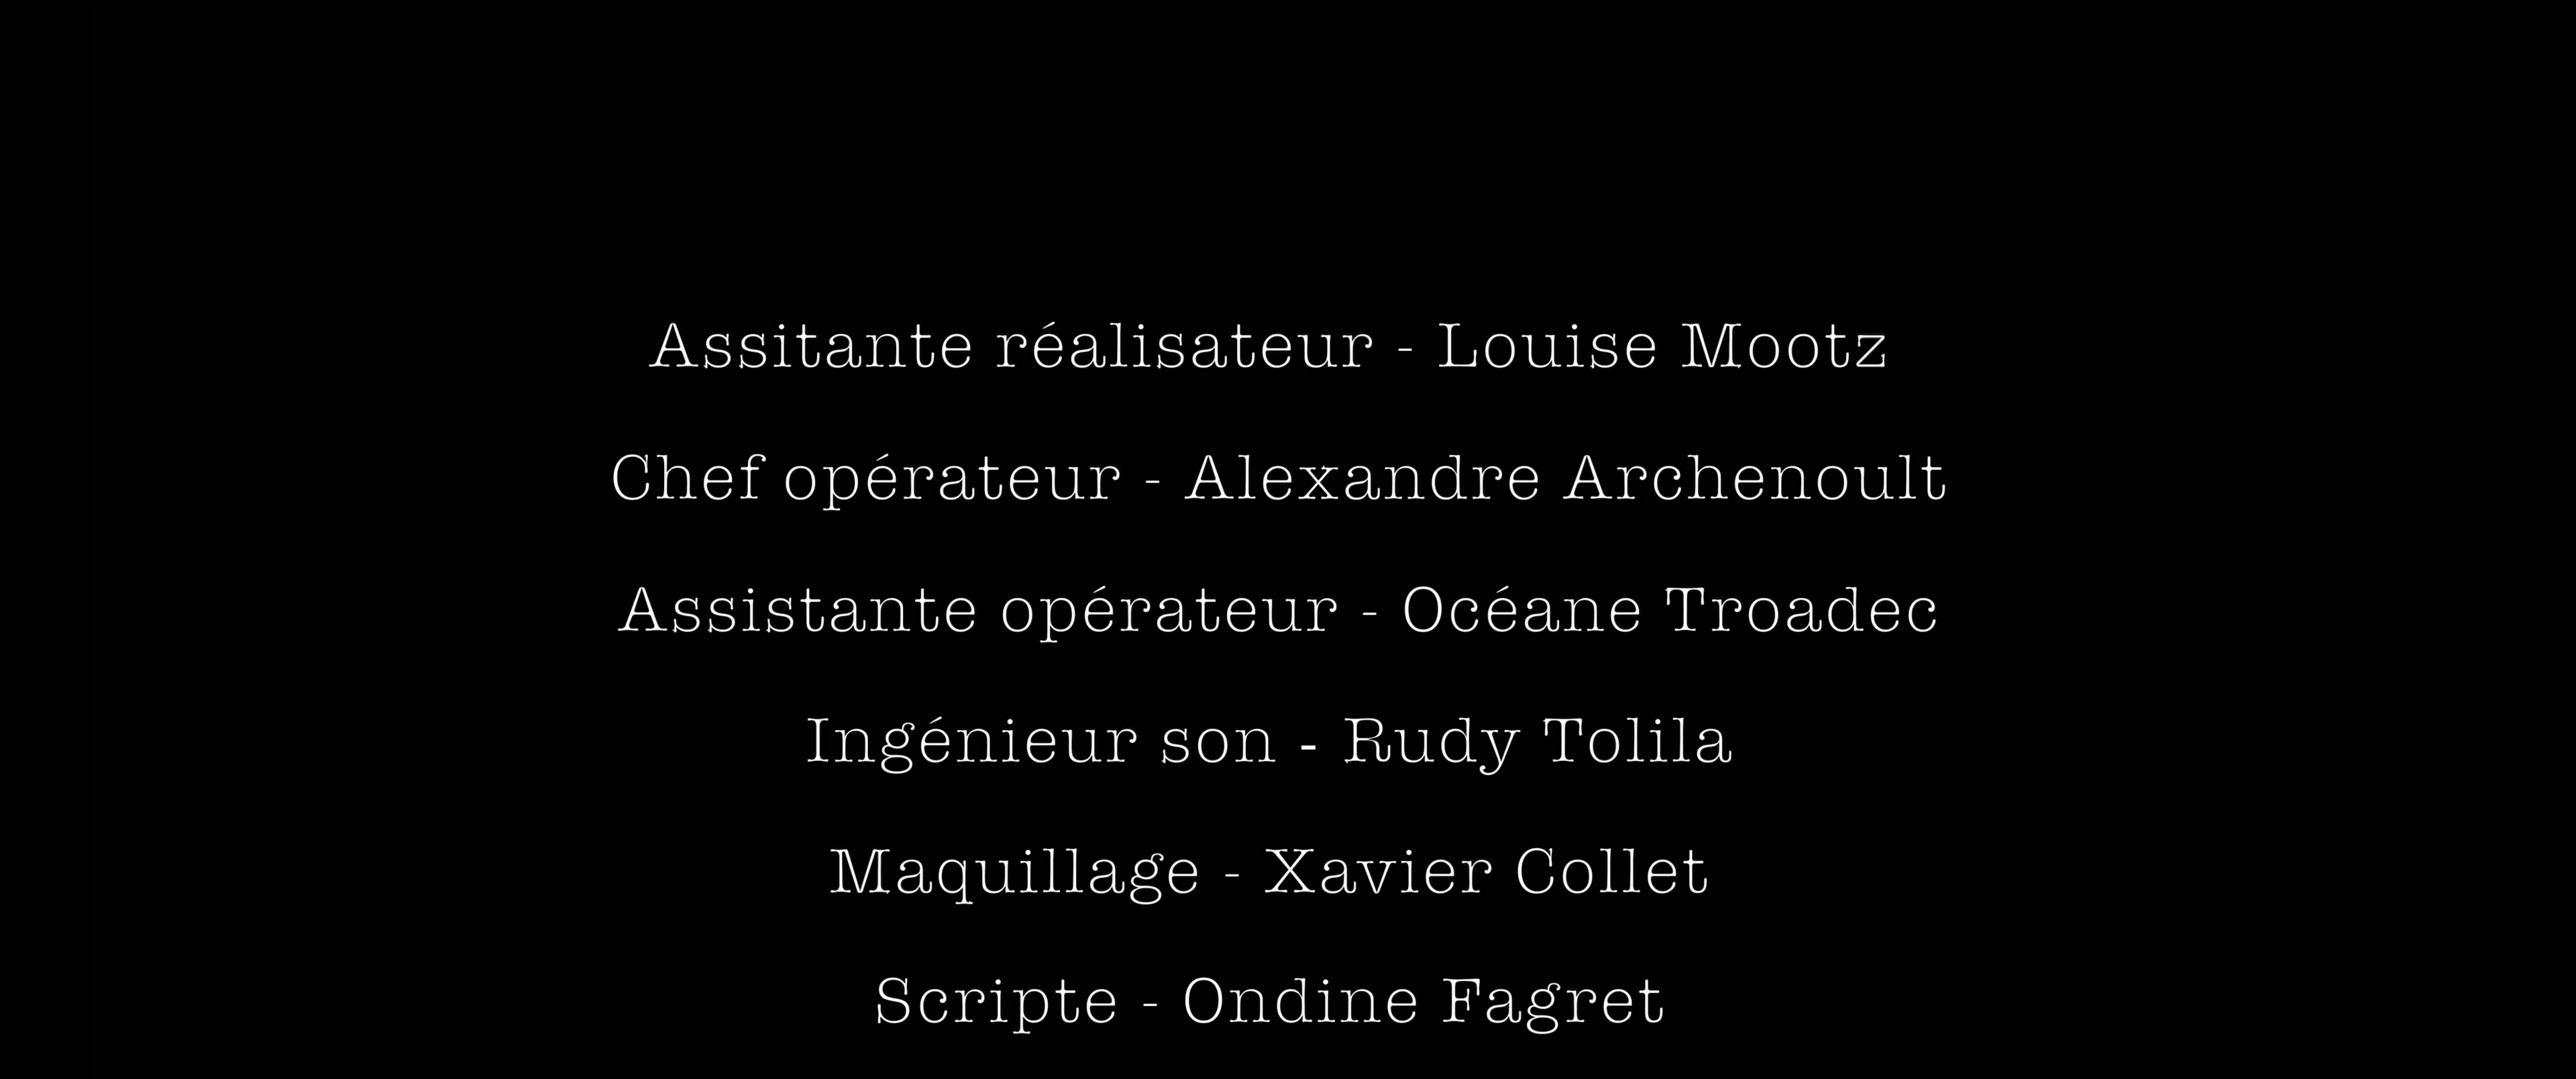 Assitante réalisateur - Louise Mootz
Chef opérateur - Alexandre Archenoult
Assistante opérateur - Océane Troadec
Ingénieur son - Rudy Tolila
Maquillage - Xavier Collet
Scripte - Ondine Fagret